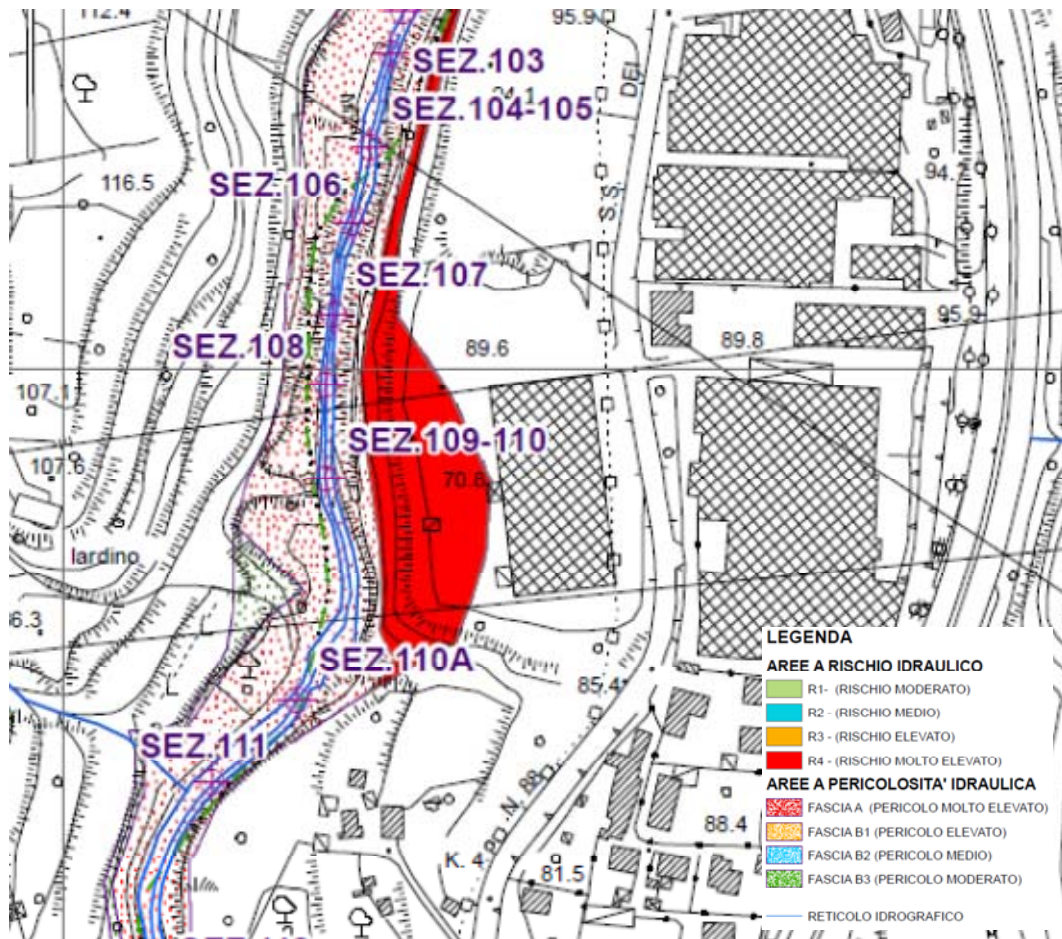 112.4
95.9
SEZ.103
DEI
24.1
SEZ.104-105
116.5
SEZ.106
S.S.
94.
SEZ.107
95.9
SEZ.108
89.6
89.8
107.1
SEZ.109-110
107.6
70.8
lardino
6.3
SEZ.110A
85.4
SEZ.111
N. 88
88.4
K. 4
81.5
LEGENDA
AREE A RISCHIO IDRAULICO
R1- (RISCHIO MODERATO)
R2 - (RISCHIO MEDIO)
R3 - (RISCHIO ELEVATO)
R4 - (RISCHIO MOLTO ELEVATO)
AREE A PERICOLOSITA' IDRAULICA
FASCIA A (PERICOLO MOLTO ELEVATO)
FASCIA B1 (PERICOLO ELEVATO)
FASCIA B2 (PERICOLO MEDIO)
FASCIA B3 (PERICOLO MODERATO)
RETICOLO IDROGRAFICO